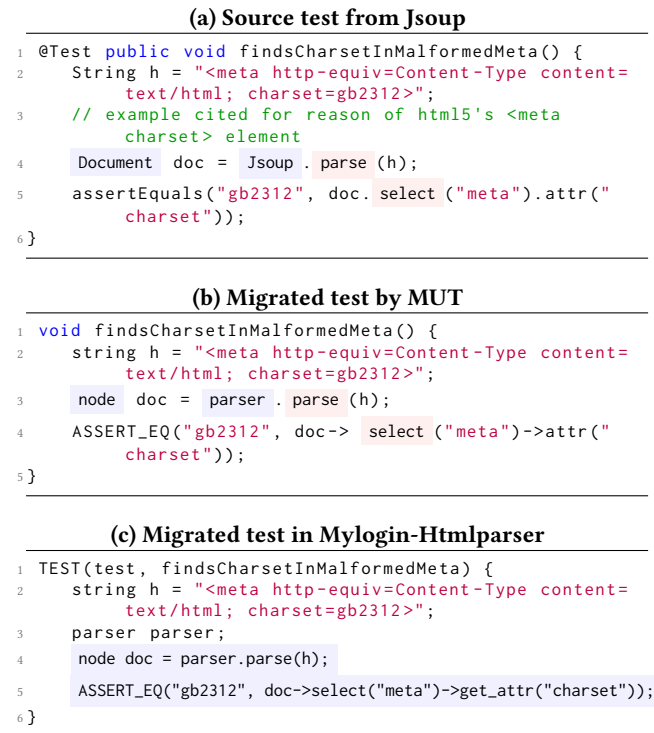 (a) Source test from Jsoup
1 @Test public void findsCharsetInMalformedMeta() {
2 String h = "<meta http-equiv=Content-Type content=
text/html; charset=gb2312>";
3 // example cited for reason of html5's <meta
charset> element
4 Document doc = Jsoup.parse(h);
5 assertEquals("gb2312", doc.select("meta").attr("
charset"));
6 }
(b) Migrated test by MUT
1 void findsCharsetInMalformedMeta() {
2 string h = "<meta http-equiv=Content-Type content=
text/html; charset=gb2312>";
3 node doc = parser.parse(h);
4 ASSERT_EQ("gb2312", doc-> select("meta")->attr("
charset"));
5 }
(c) Migrated test in Mylogin-Htmlparser
1 TEST(test, findsCharsetInMalformedMeta) {
2 string h = "<meta http-equiv=Content-Type content=
text/html; charset=gb2312>";
3 parser parser;
4 node doc = parser.parse(h);
5 ASSERT_EQ("gb2312", doc->select("meta")->get_attr("charset"));
6 }